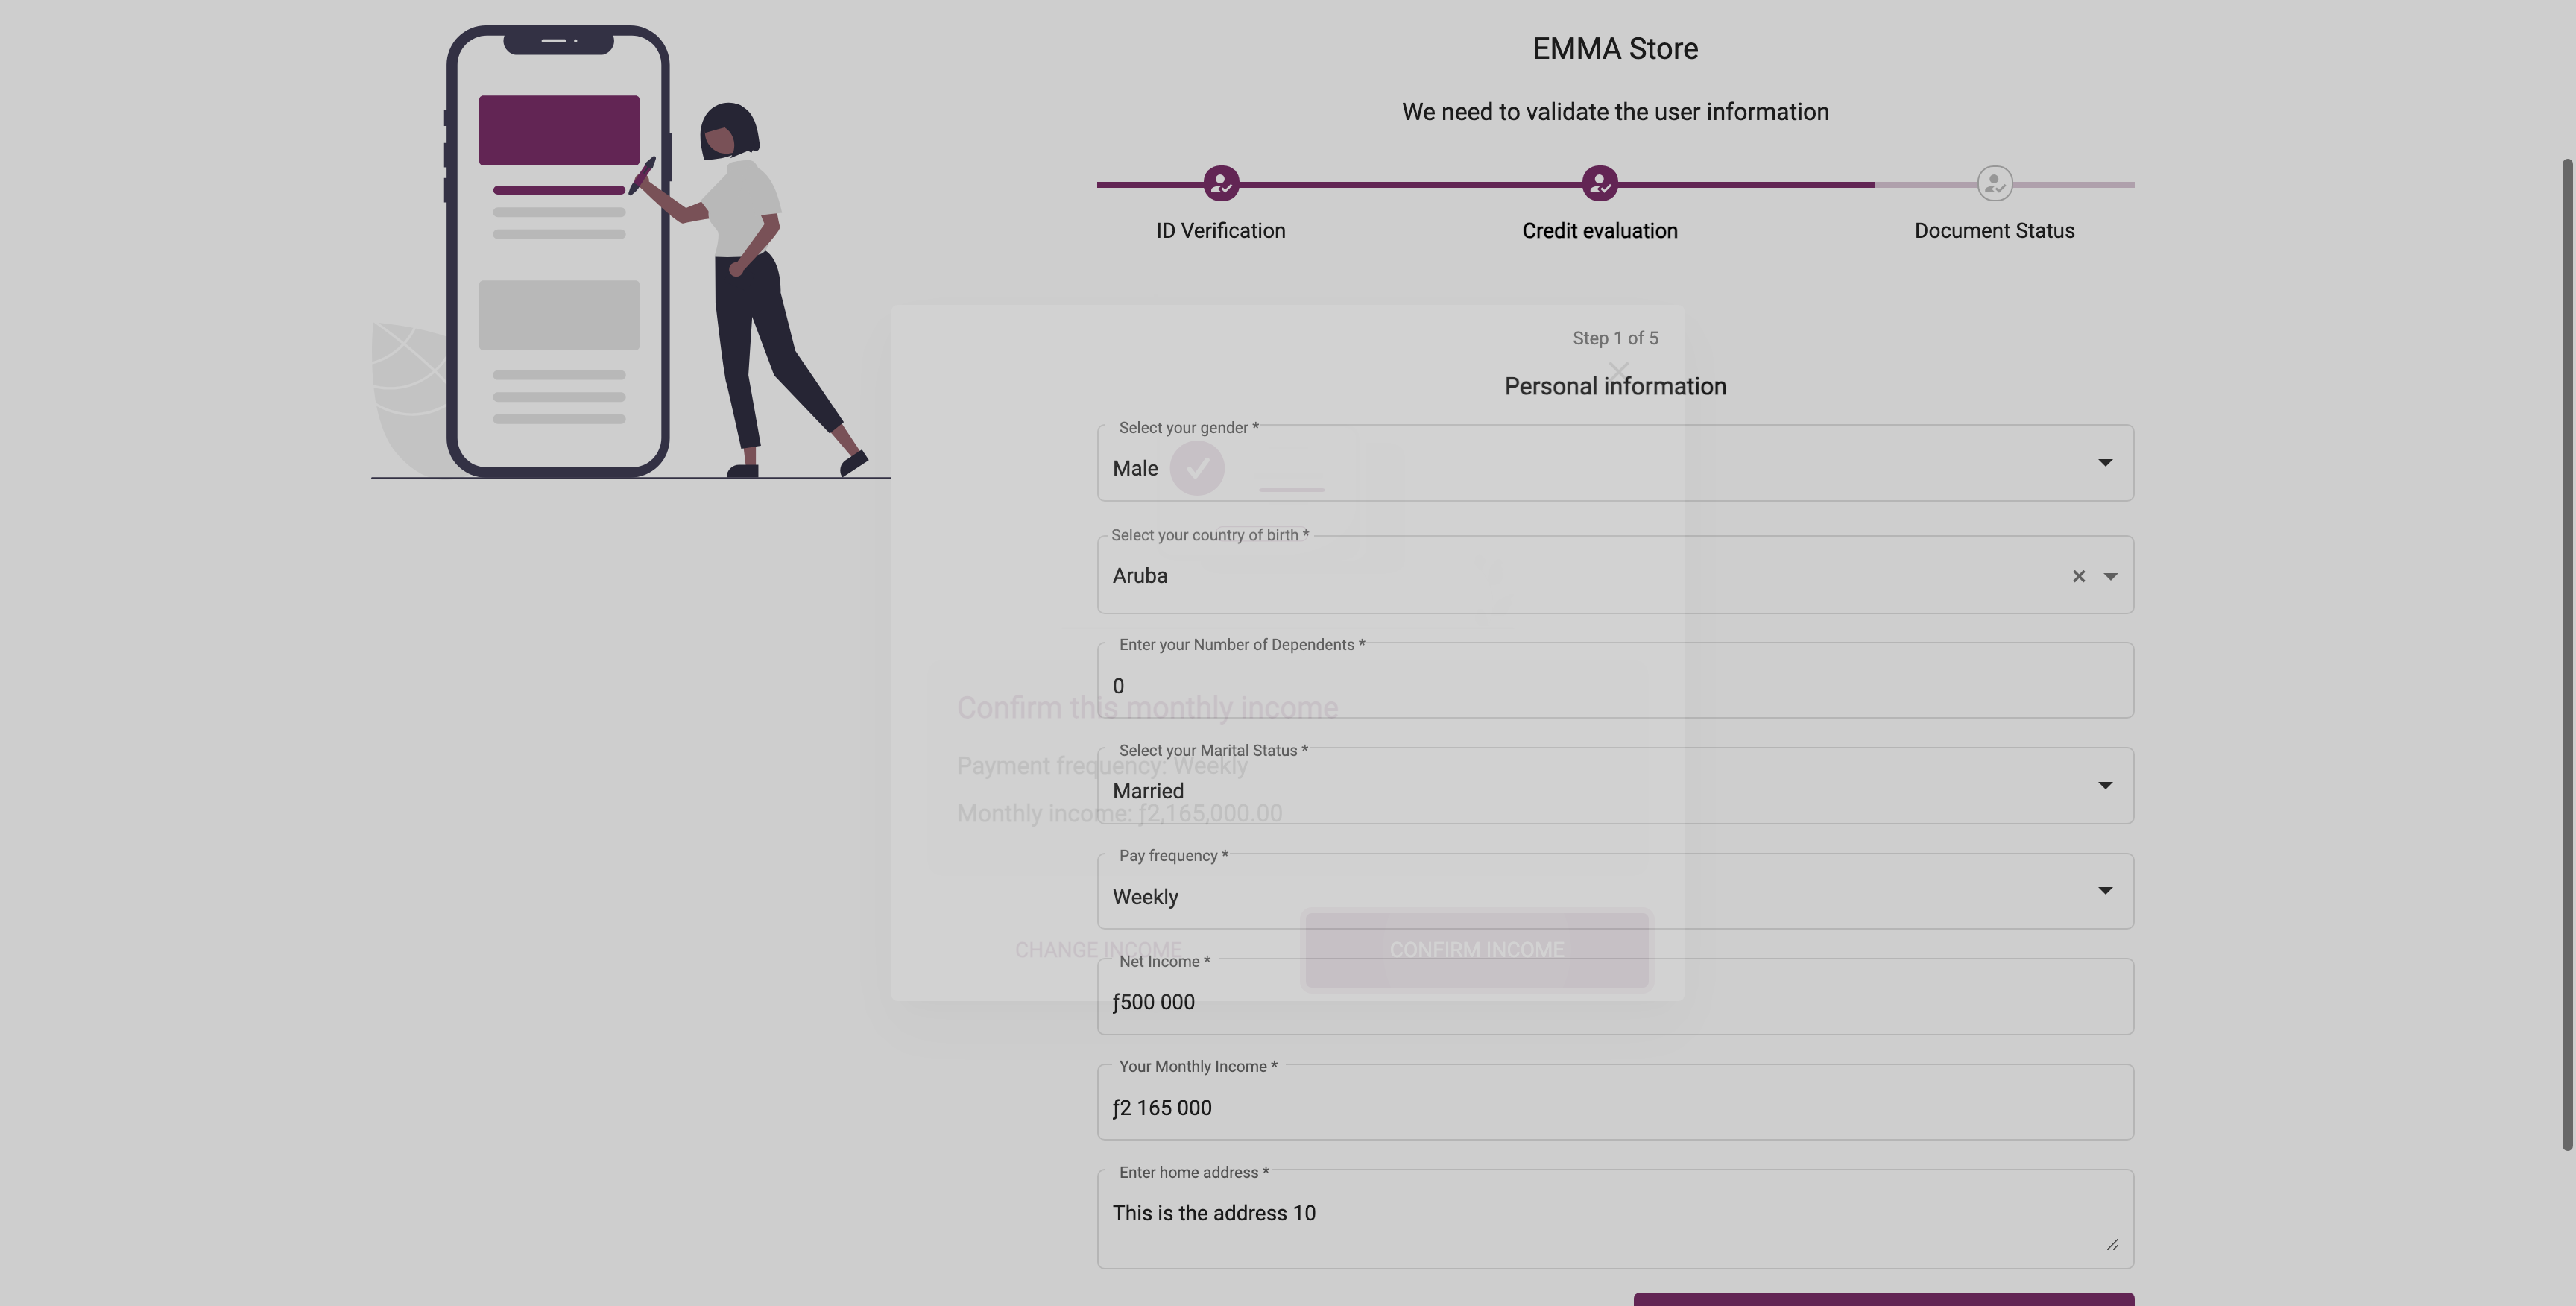 EMMA Store
We need to validate the user information
ID Verification
Credit evaluation
Document Status
Step 1 of 5
Personal information
Select your gender *
Male
Select your country of birth *
Aruba
Enter your Number of Dependents *
0
Confirm this monthly income
Select your Marital Status *
Payment frequency: Weekly
Married
Monthly income: ƒ2,165,000.00
Pay frequency *
Weekly
CHANGE INCOME
CONFIRM INCOME
Net Income *
ƒ500 000
Your Monthly Income *
ƒ2 165 000
Enter home address *
This is the address 10